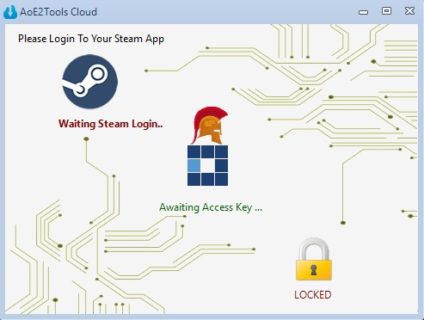 AoE2Tools Cloud
Please Login To Your Steam App
Waiting Steam Login..
Awaiting Access Key ...
LOCKED